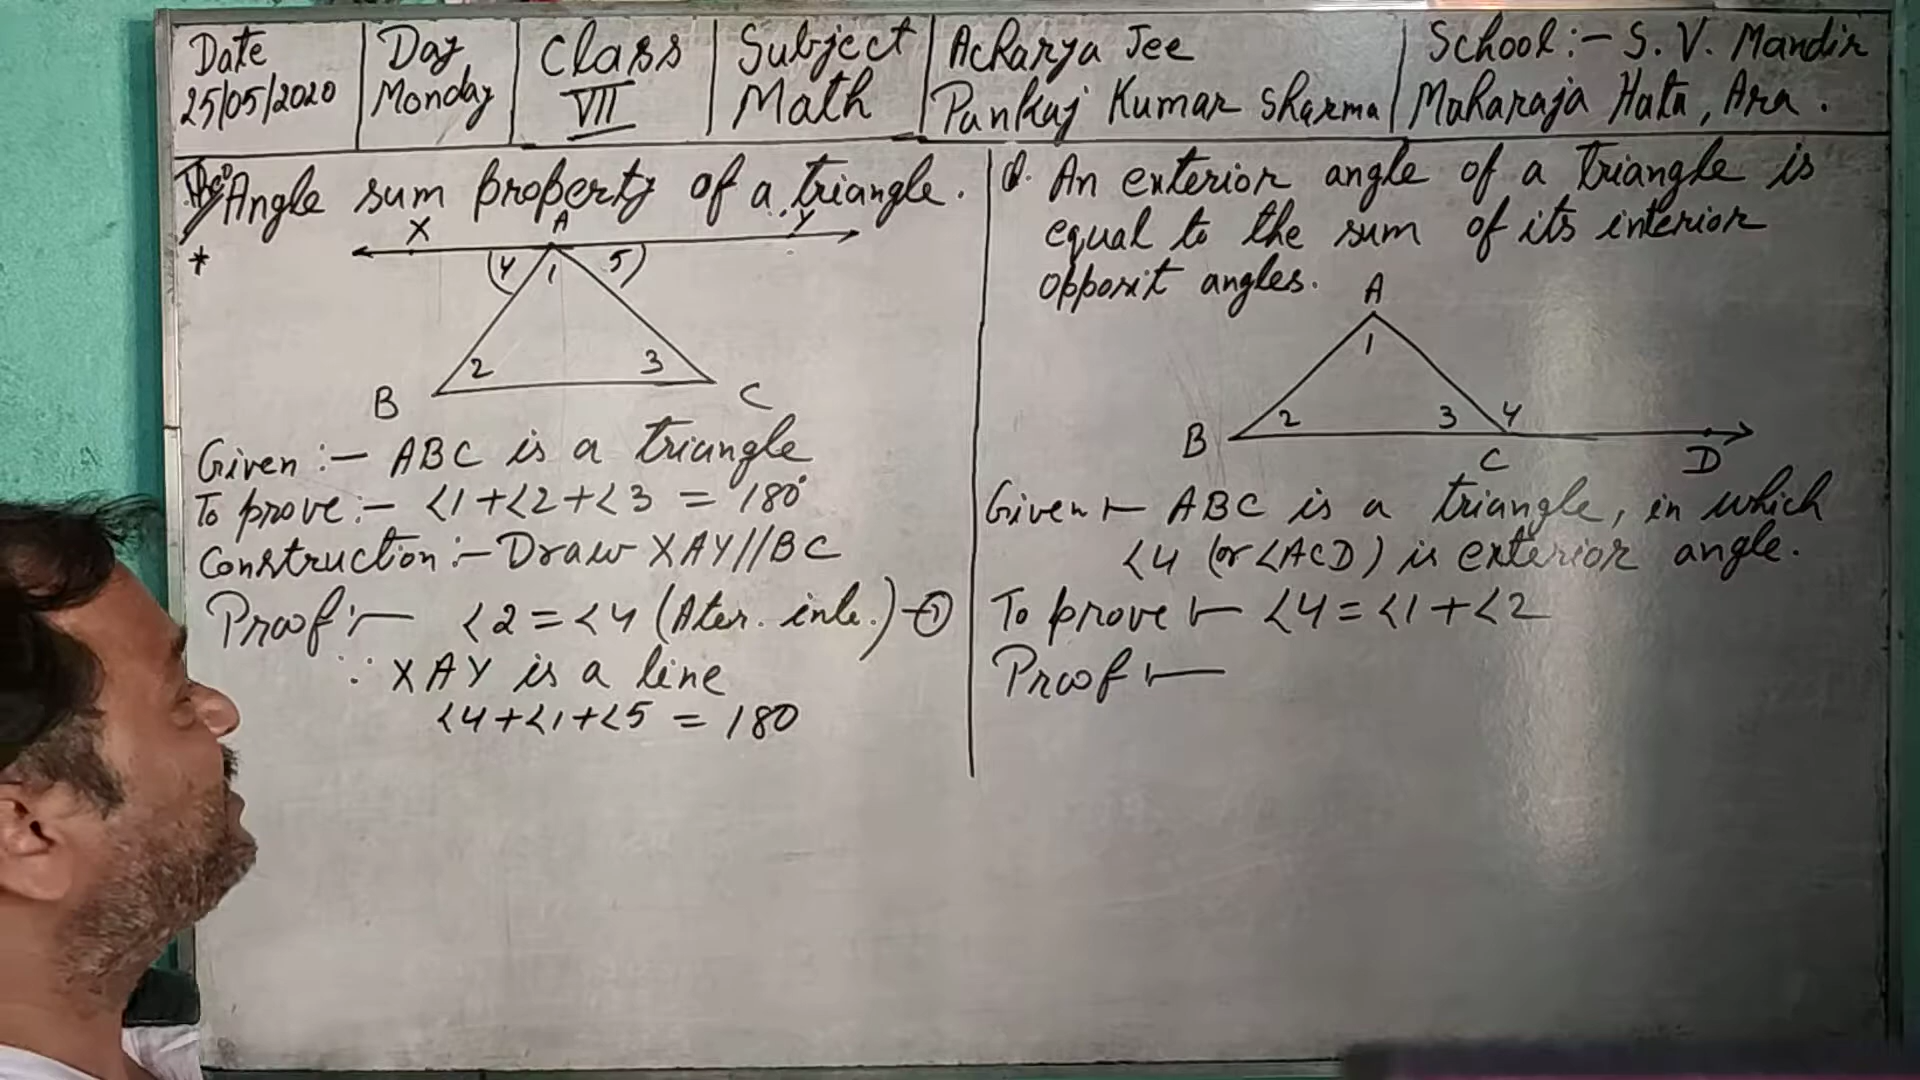 Date | Day | Class | Subject | Acharya Jee | School :- S. V. Mandir
25/05/2020 | Monday | VII | Math | Pankaj Kumar Sharma | Maharaja Hata, Ara.
Angle sum property of a triangle.
*
X A Y
4 1 5
2 3
B C
Given :- ABC is a triangle
To prove :- <1+<2+<3 = 180°
Construction :- Draw XAY//BC
Proof :- <2 = <4 (Ater. inte.) -①
∵ XAY is a line
<4+<1+<5 = 180
Q. An exterior angle of a triangle is
equal to the sum of its interior
opposit angles.
A
1
2 3 4
B C D
Given :- ABC is a triangle, in which
<4 (or <ACD) is exterior angle.
To prove :- <4 = <1+<2
Proof :-